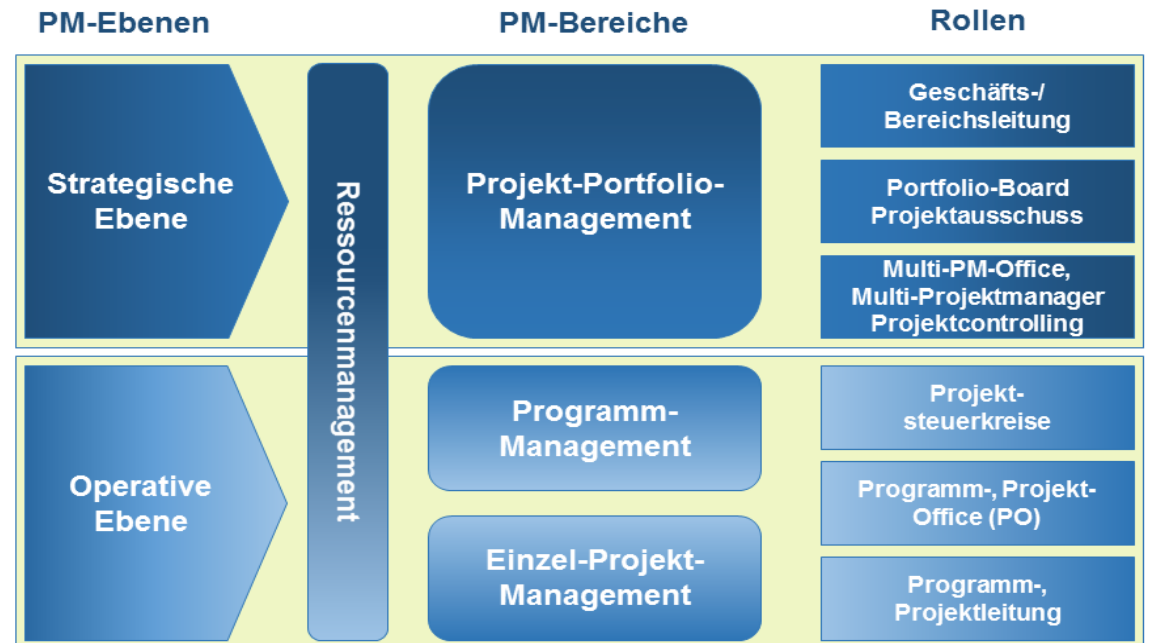 PM-Ebenen
PM-Bereiche
Rollen
Strategische
Ebene
Ressourcenmanagement
Projekt-Portfolio-
Management
Geschäfts-/
Bereichsleitung
Portfolio-Board
Projektausschuss
Multi-PM-Office,
Multi-Projektmanager
Projektcontrolling
Operative
Ebene
Programm-
Management
Einzel-Projekt-
Management
Projekt-
steuerkreise
Programm-, Projekt-
Office (PO)
Programm-,
Projektleitung